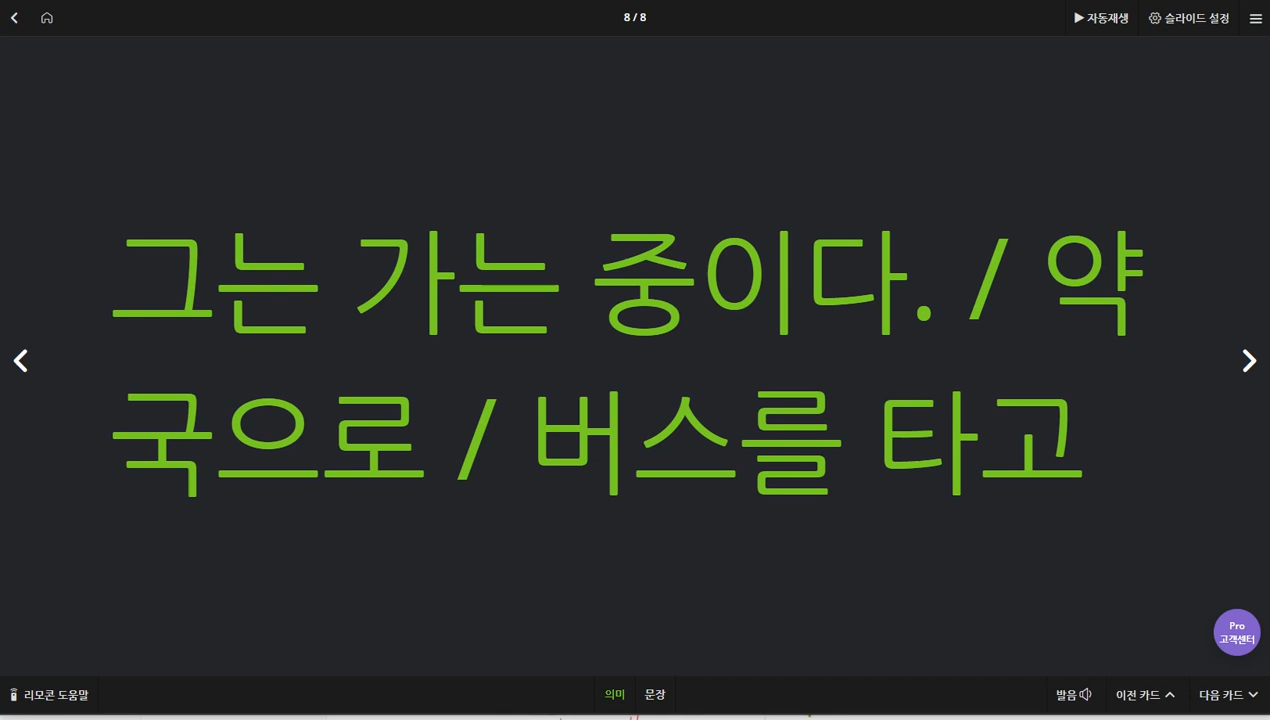 8 / 8
자동재생
슬라이드 설정
그는 가는 중이다. / 약
국으로 / 버스를 타고
Pro
고객센터
리모콘 도움말
의미
문장
발음
이전 카드
다음 카드